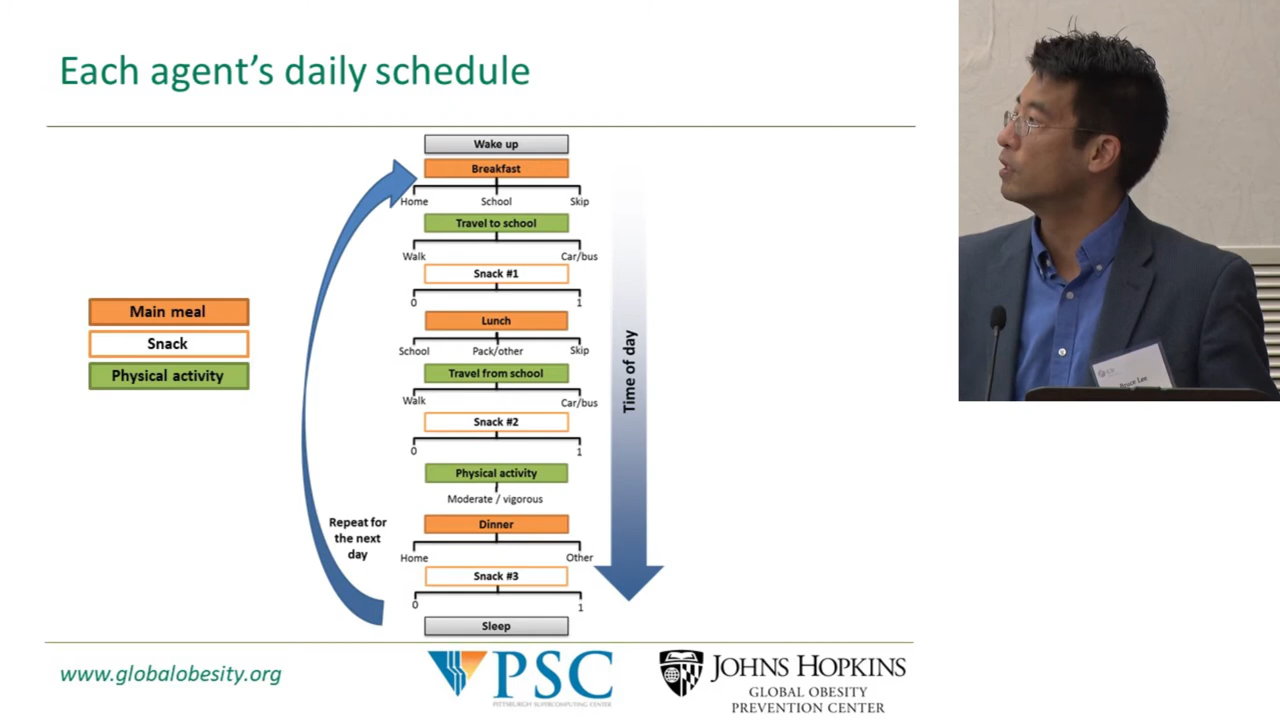 Each agent's daily schedule
Wake up
Breakfast
Home School Skip
Travel to school
Walk Car/bus
Snack #1
0 1
Lunch
School Pack/other Skip
Travel from school
Walk Car/bus
Snack #2
0 1
Physical activity
Moderate / vigorous
Dinner
Home Other
Snack #3
0 1
Sleep
Main meal
Snack
Physical activity
Repeat for
the next
day
Time of day
www.globalobesity.org
PSC
PITTSBURGH SUPERCOMPUTING CENTER
JOHNS HOPKINS
GLOBAL OBESITY
PREVENTION CENTER
Bruce Lee